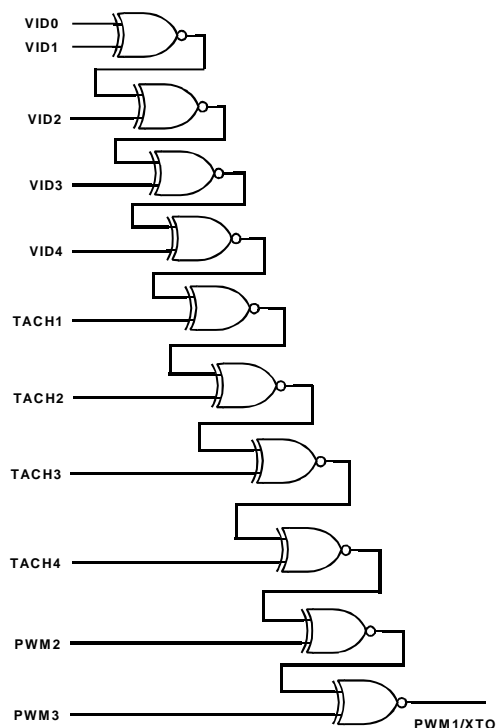 VID0
VID1
VID2
VID3
VID4
TACH1
TACH2
TACH3
TACH4
PWM2
PWM3
PWM1/XTO